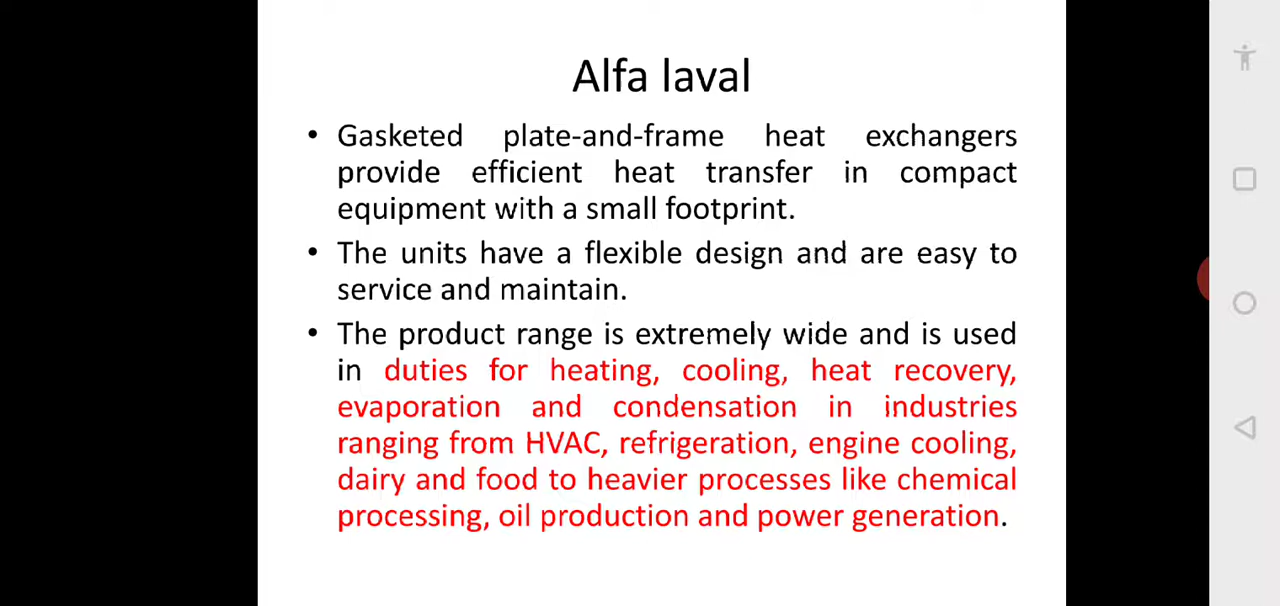 Alfa laval
• Gasketed plate-and-frame heat exchangers
provide efficient heat transfer in compact
equipment with a small footprint.
• The units have a flexible design and are easy to
service and maintain.
• The product range is extremely wide and is used
in duties for heating, cooling, heat recovery,
evaporation and condensation in industries
ranging from HVAC, refrigeration, engine cooling,
dairy and food to heavier processes like chemical
processing, oil production and power generation.